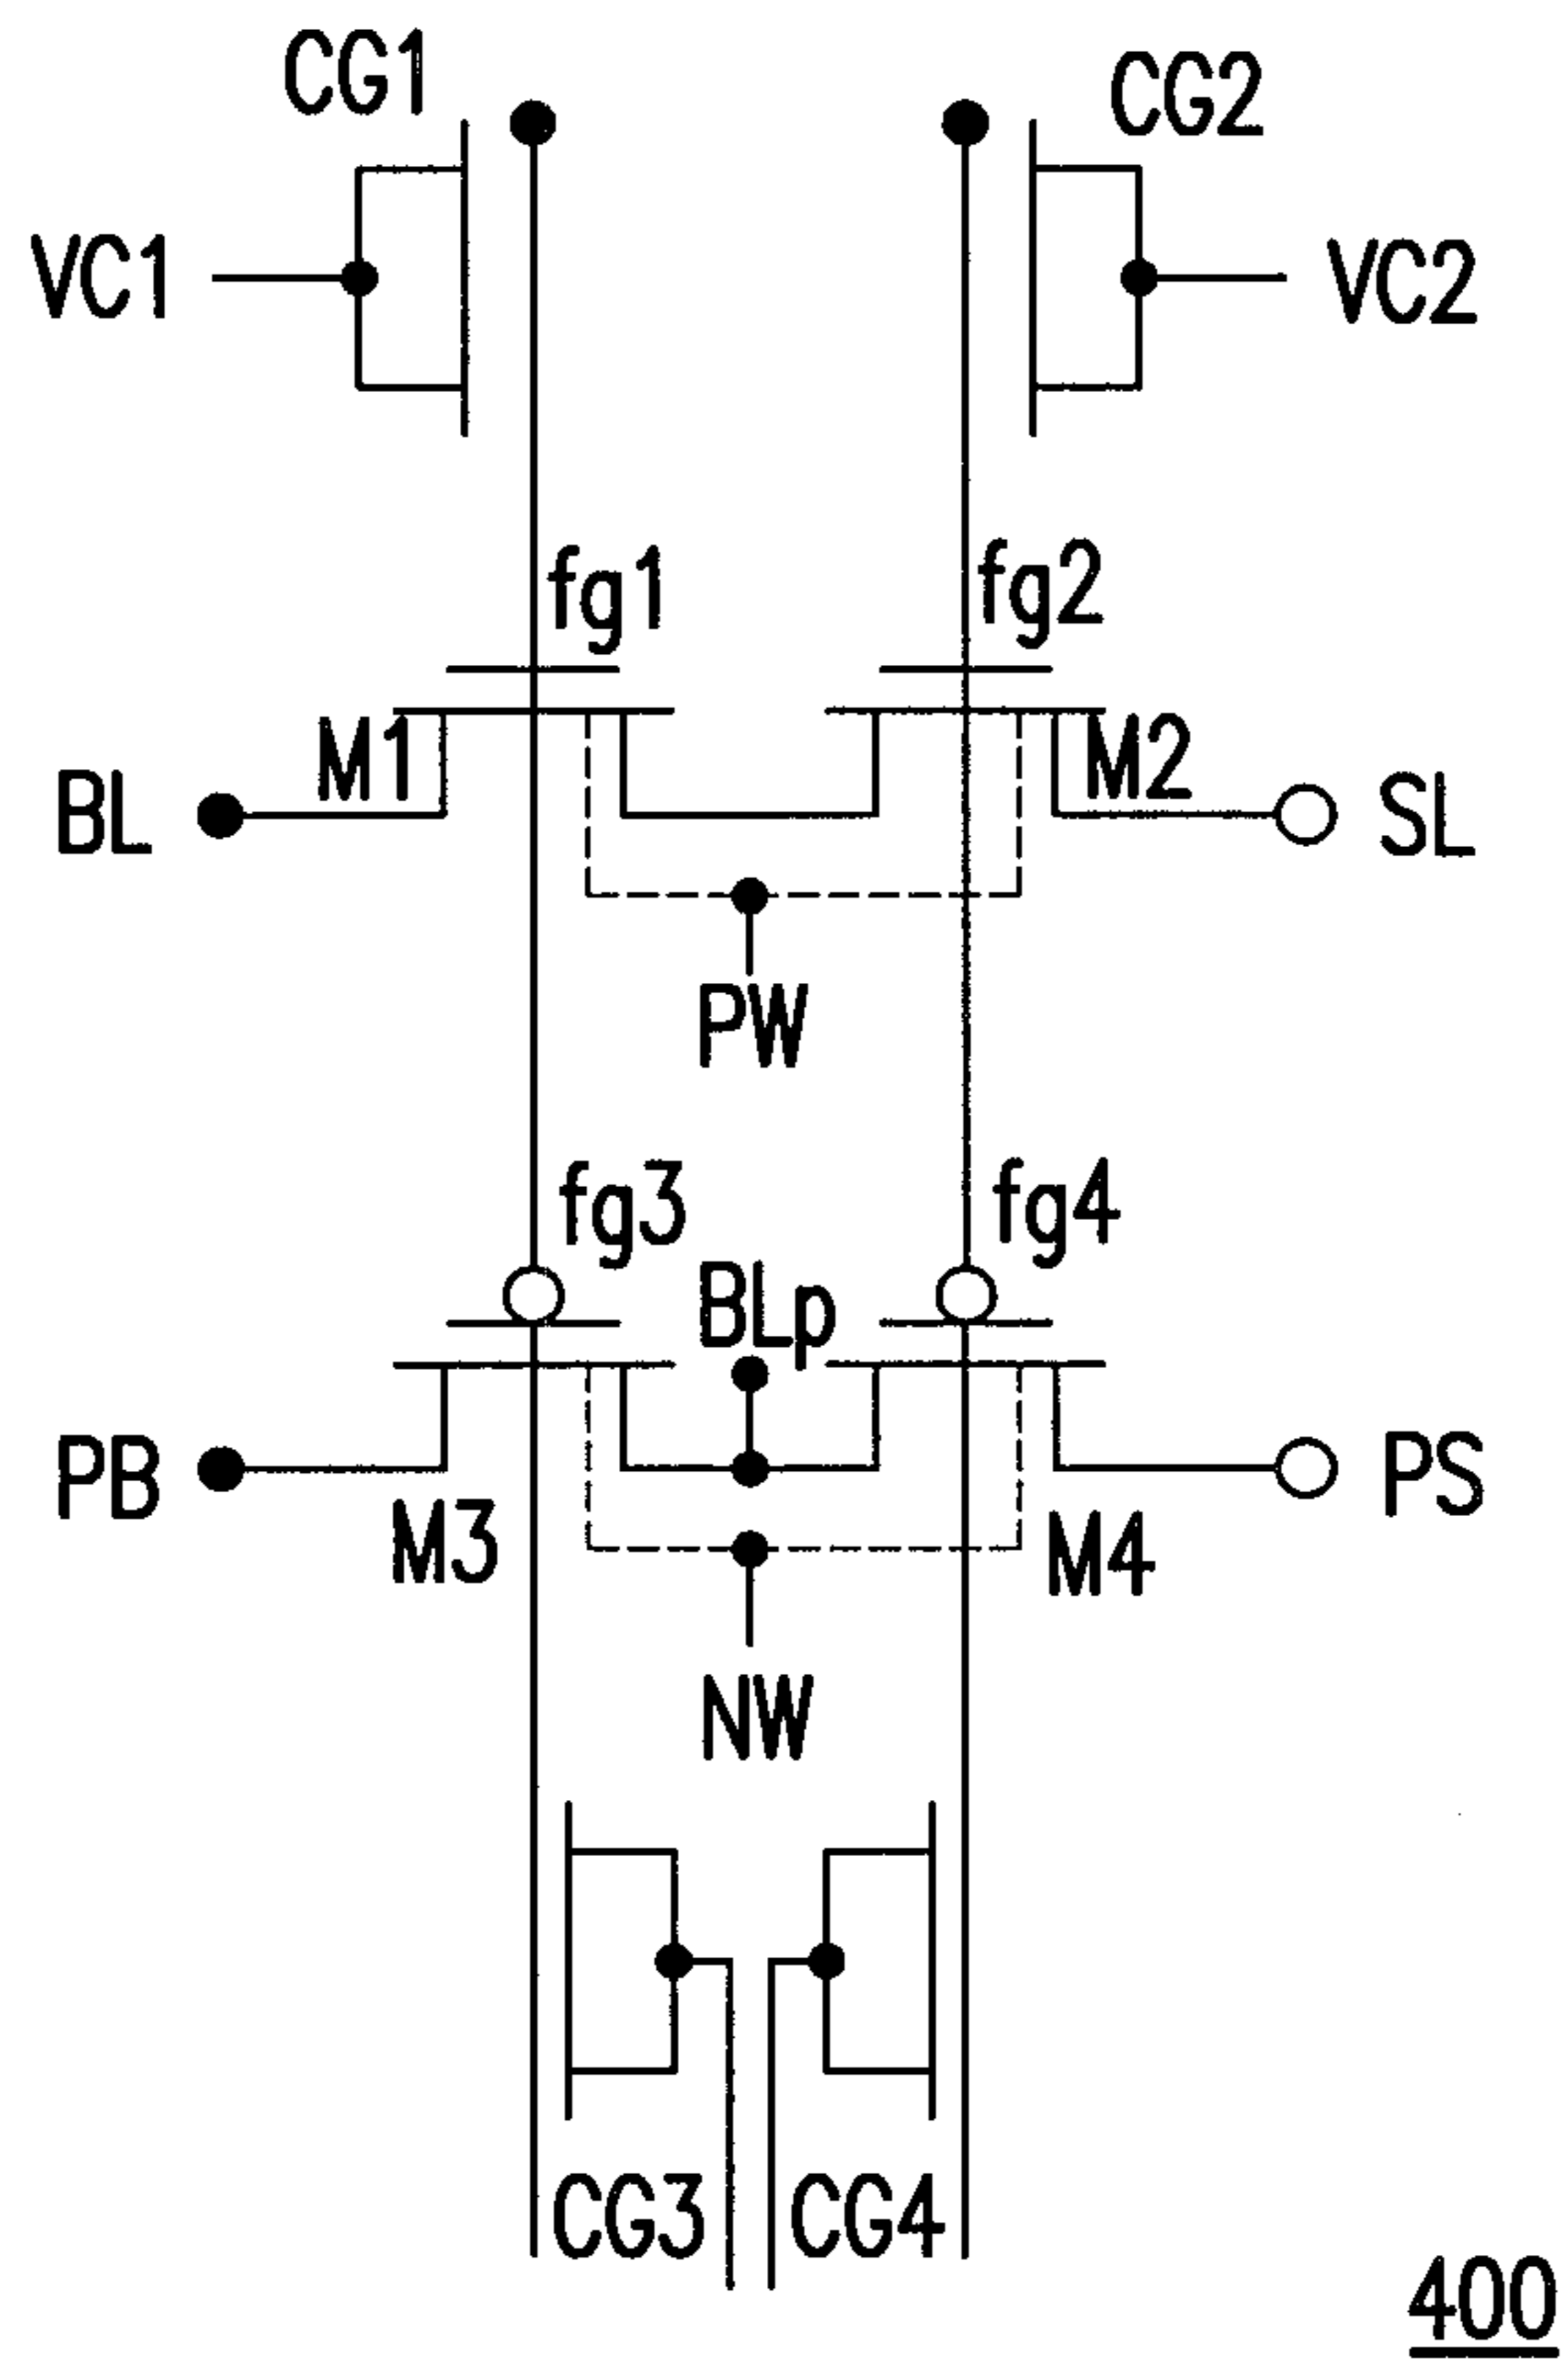 CG1
CG2
VC1
VC2
fg1
fg2
M1
M2
BL
SL
PW
fg3
fg4
BLp
PB
PS
M3
M4
NW
CG3
CG4
400